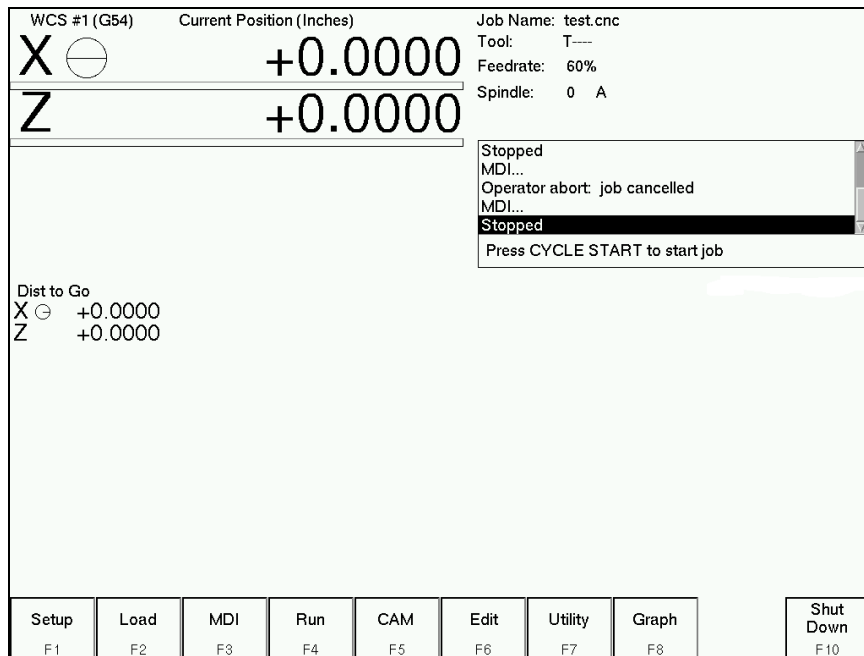 WCS #1 (G54) Current Position (Inches)
X +0.0000
Z +0.0000
Job Name: test.cnc
Tool: T----
Feedrate: 60%
Spindle: 0 A
Stopped
MDI...
Operator abort: job cancelled
MDI...
Stopped
Press CYCLE START to start job
Dist to Go
X +0.0000
Z +0.0000
Setup Load MDI Run CAM Edit Utility Graph Shut Down
F1 F2 F3 F4 F5 F6 F7 F8 F10